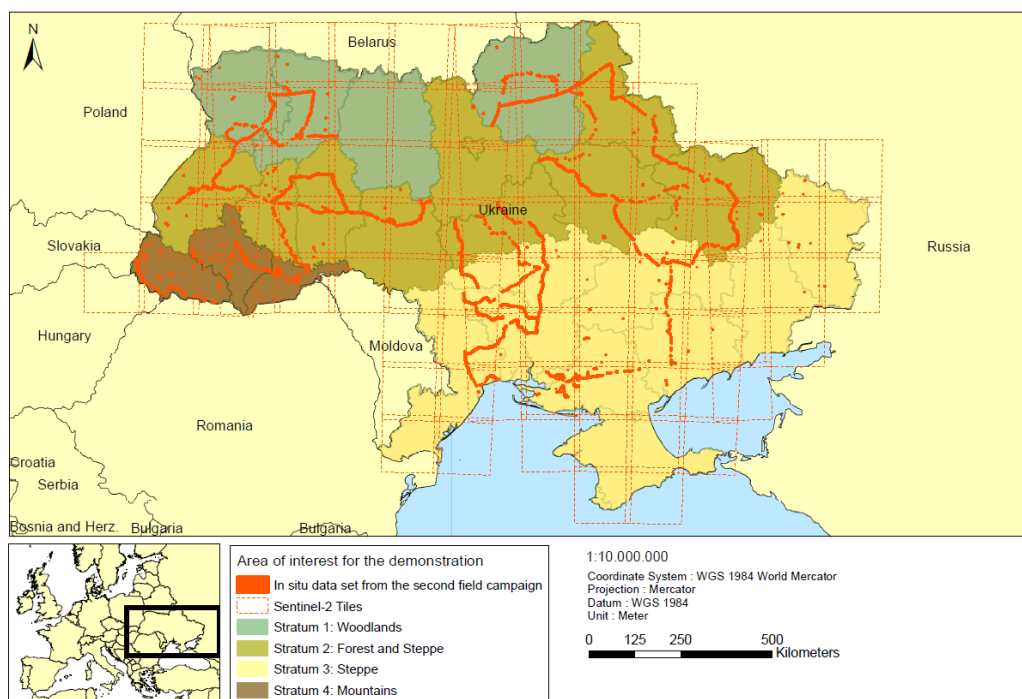 N
Belarus
Poland
Ukraine
Slovakia
Russia
Hungary
Moldova
Romania
Croatia
Serbia
Bosnia and Herz.
Bulgaria
Bulgaria
Area of interest for the demonstration
In situ data set from the second field campaign
Sentinel-2 Tiles
Stratum 1: Woodlands
Stratum 2: Forest and Steppe
Stratum 3: Steppe
Stratum 4: Mountains
1:10.000.000
Coordinate System : WGS 1984 World Mercator
Projection : Mercator
Datum : WGS 1984
Unit : Meter
0 125 250 500
Kilometers